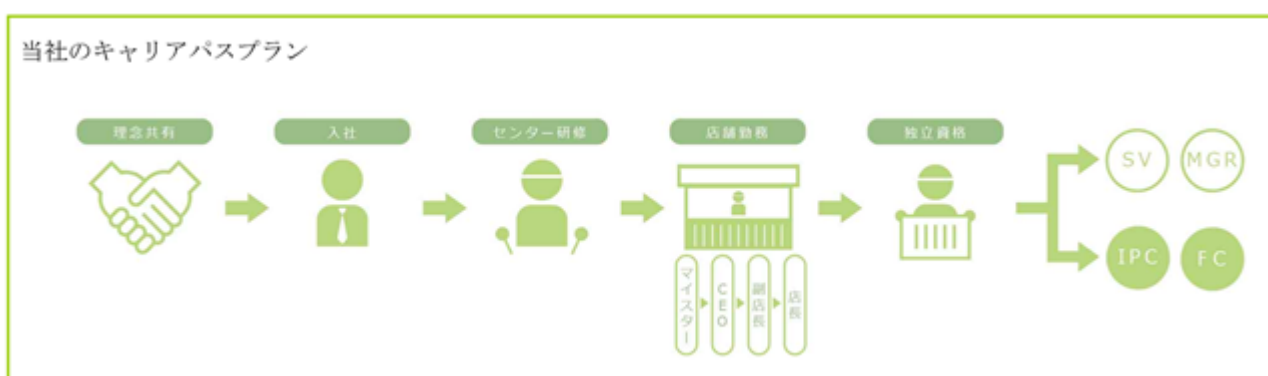 当社のキャリアパスプラン
理念共有
入社
センター研修
店舗勤務
独立資格
SV
MGR
IPC
FC
マイスター
CEO
副店長
店長